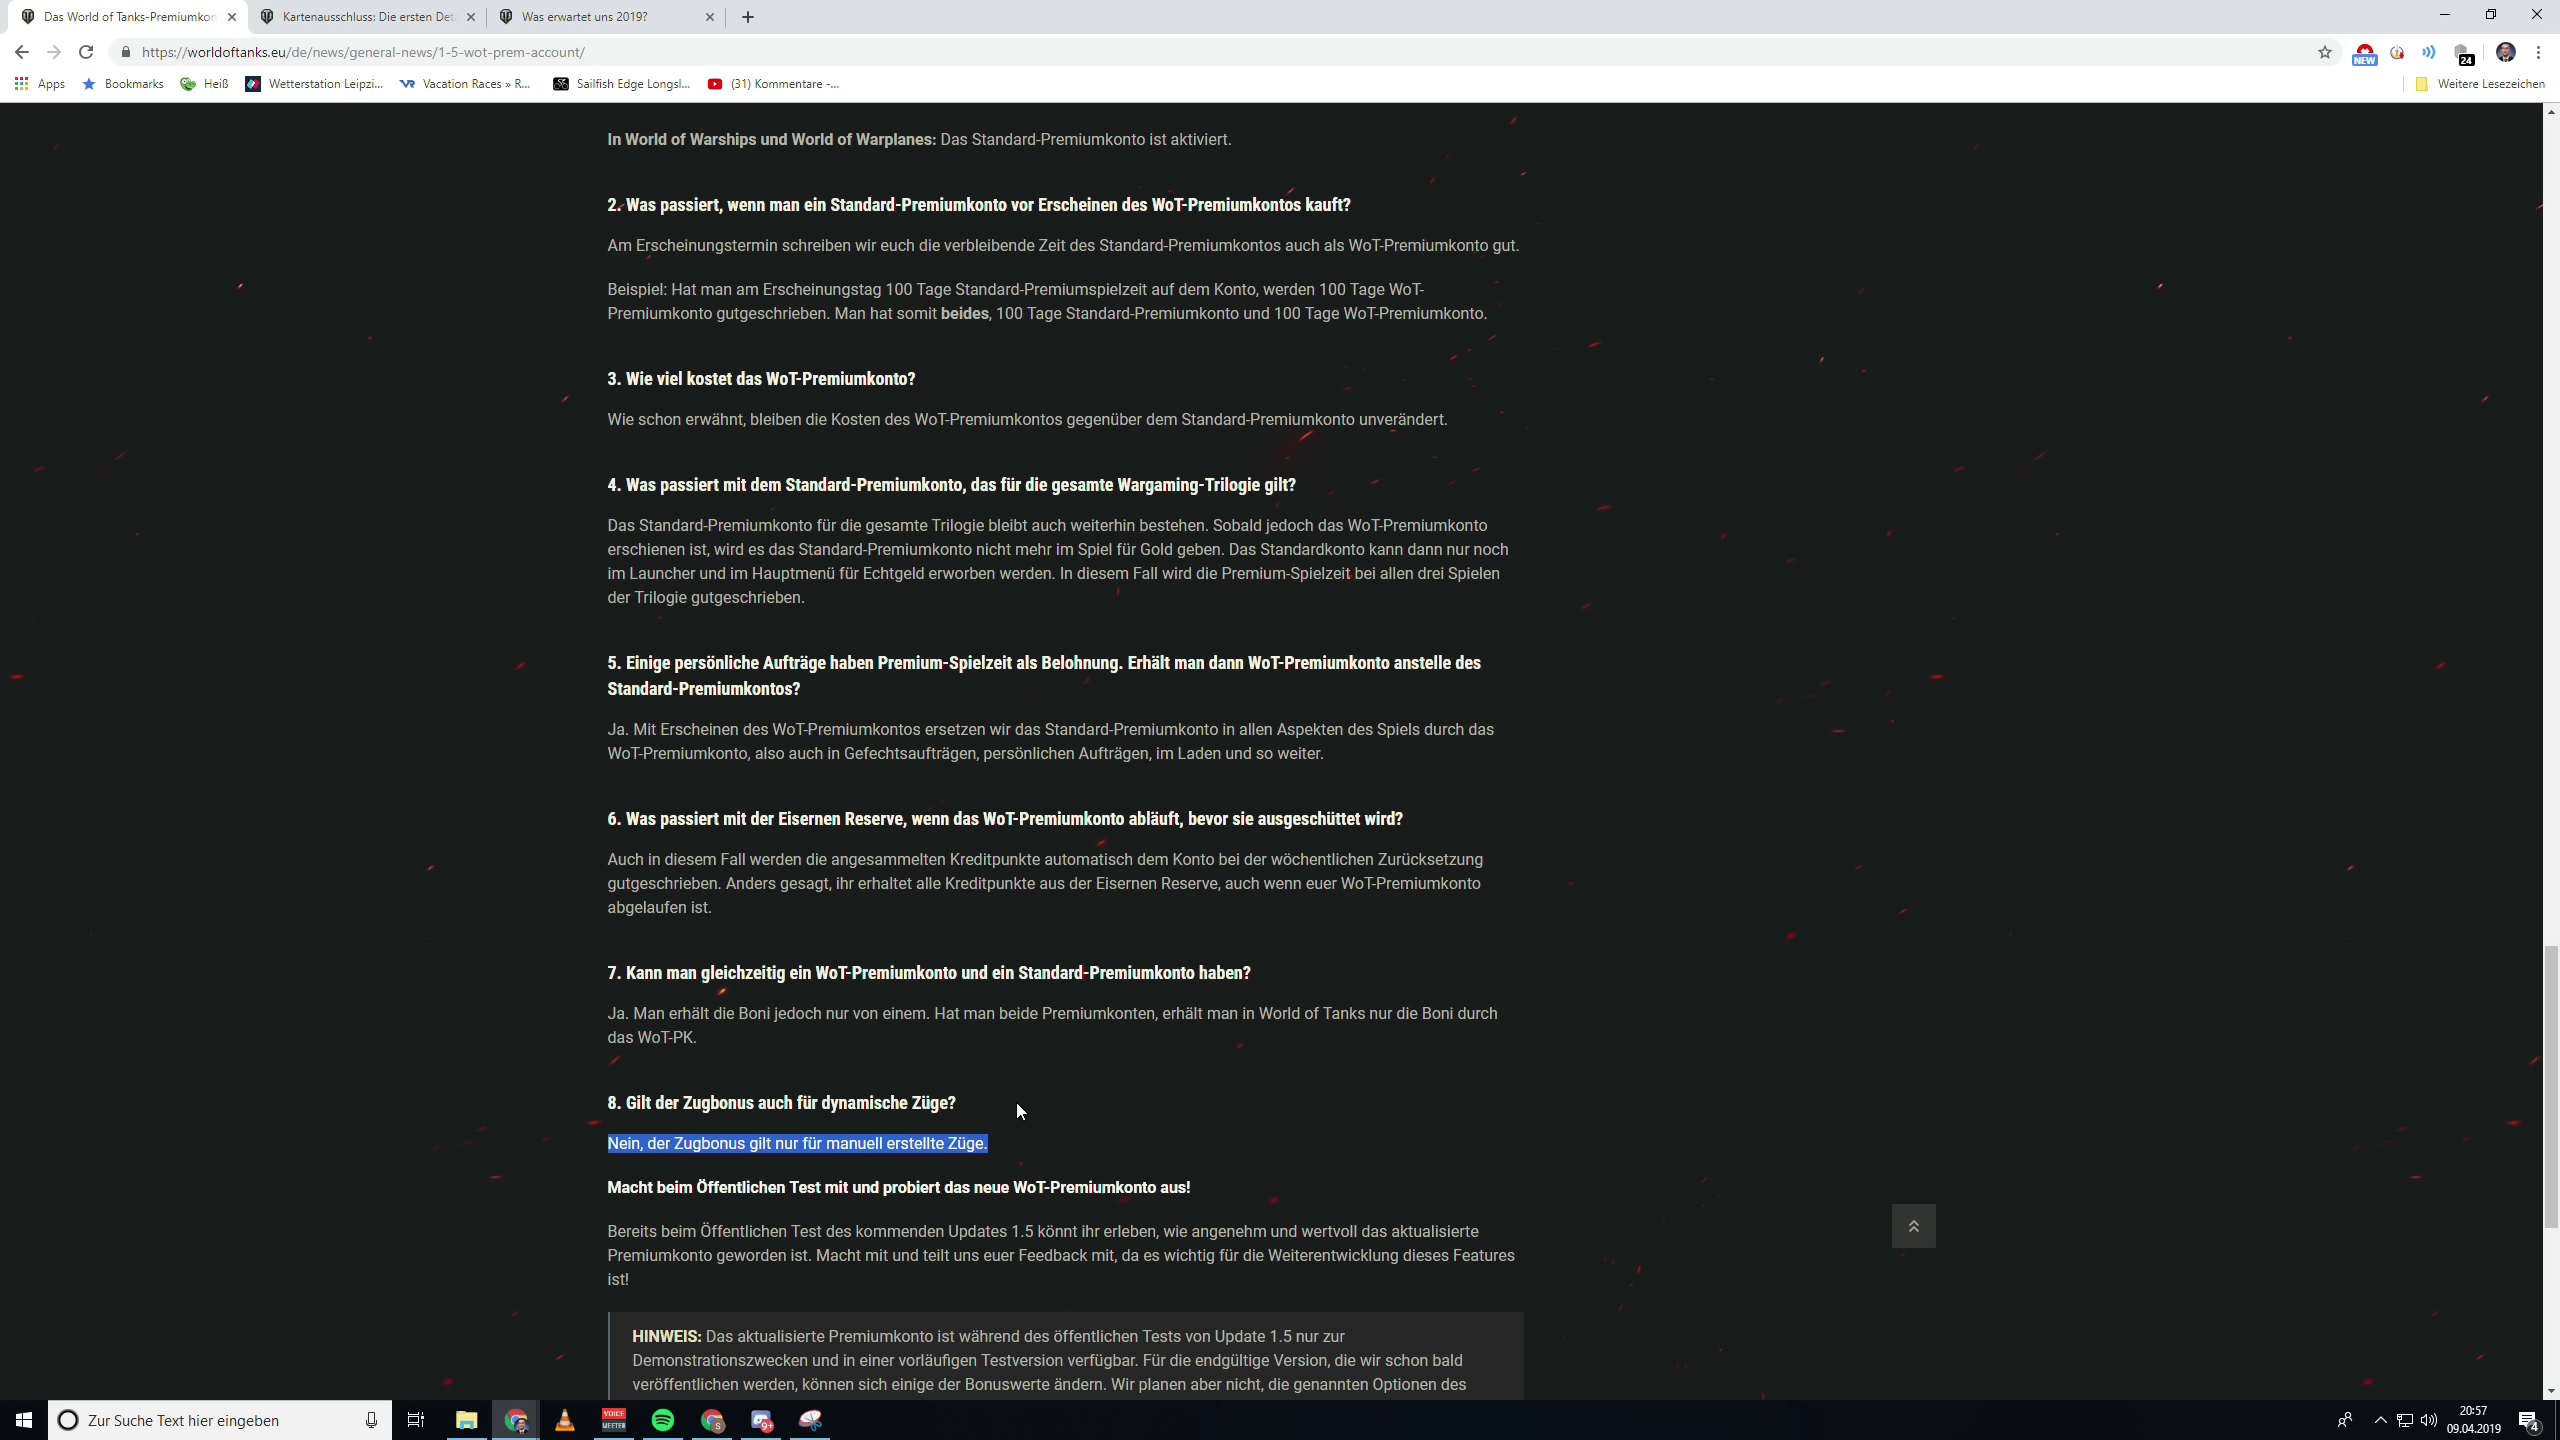 Das World of Tanks-Premiumkon
Kartenausschluss: Die ersten Det
Was erwartet uns 2019?
https://worldoftanks.eu/de/news/general-news/1-5-wot-prem-account/
NEW
24
Apps
Bookmarks
Heiß
Wetterstation Leipzi...
Vacation Races » R...
Sailfish Edge Longsl...
(31) Kommentare -...
Weitere Lesezeichen
In World of Warships und World of Warplanes: Das Standard-Premiumkonto ist aktiviert.
2. Was passiert, wenn man ein Standard-Premiumkonto vor Erscheinen des WoT-Premiumkontos kauft?
Am Erscheinungstermin schreiben wir euch die verbleibende Zeit des Standard-Premiumkontos auch als WoT-Premiumkonto gut.
Beispiel: Hat man am Erscheinungstag 100 Tage Standard-Premiumspielzeit auf dem Konto, werden 100 Tage WoT-
Premiumkonto gutgeschrieben. Man hat somit beides, 100 Tage Standard-Premiumkonto und 100 Tage WoT-Premiumkonto.
3. Wie viel kostet das WoT-Premiumkonto?
Wie schon erwähnt, bleiben die Kosten des WoT-Premiumkontos gegenüber dem Standard-Premiumkonto unverändert.
4. Was passiert mit dem Standard-Premiumkonto, das für die gesamte Wargaming-Trilogie gilt?
Das Standard-Premiumkonto für die gesamte Trilogie bleibt auch weiterhin bestehen. Sobald jedoch das WoT-Premiumkonto
erschienen ist, wird es das Standard-Premiumkonto nicht mehr im Spiel für Gold geben. Das Standardkonto kann dann nur noch
im Launcher und im Hauptmenü für Echtgeld erworben werden. In diesem Fall wird die Premium-Spielzeit bei allen drei Spielen
der Trilogie gutgeschrieben.
5. Einige persönliche Aufträge haben Premium-Spielzeit als Belohnung. Erhält man dann WoT-Premiumkonto anstelle des
Standard-Premiumkontos?
Ja. Mit Erscheinen des WoT-Premiumkontos ersetzen wir das Standard-Premiumkonto in allen Aspekten des Spiels durch das
WoT-Premiumkonto, also auch in Gefechtsaufträgen, persönlichen Aufträgen, im Laden und so weiter.
6. Was passiert mit der Eisernen Reserve, wenn das WoT-Premiumkonto abläuft, bevor sie ausgeschüttet wird?
Auch in diesem Fall werden die angesammelten Kreditpunkte automatisch dem Konto bei der wöchentlichen Zurücksetzung
gutgeschrieben. Anders gesagt, ihr erhaltet alle Kreditpunkte aus der Eisernen Reserve, auch wenn euer WoT-Premiumkonto
abgelaufen ist.
7. Kann man gleichzeitig ein WoT-Premiumkonto und ein Standard-Premiumkonto haben?
Ja. Man erhält die Boni jedoch nur von einem. Hat man beide Premiumkonten, erhält man in World of Tanks nur die Boni durch
das WoT-PK.
8. Gilt der Zugbonus auch für dynamische Züge?
Nein, der Zugbonus gilt nur für manuell erstellte Züge.
Macht beim Öffentlichen Test mit und probiert das neue WoT-Premiumkonto aus!
Bereits beim Öffentlichen Test des kommenden Updates 1.5 könnt ihr erleben, wie angenehm und wertvoll das aktualisierte
Premiumkonto geworden ist. Macht mit und teilt uns euer Feedback mit, da es wichtig für die Weiterentwicklung dieses Features
ist!
HINWEIS: Das aktualisierte Premiumkonto ist während des öffentlichen Tests von Update 1.5 nur zur
Demonstrationszwecken und in einer vorläufigen Testversion verfügbar. Für die endgültige Version, die wir schon bald
veröffentlichen werden, können sich einige der Bonuswerte ändern. Wir planen aber nicht, die genannten Optionen des
Zur Suche Text hier eingeben
VOICE
MEETER
S
9+
20:57
09.04.2019
4